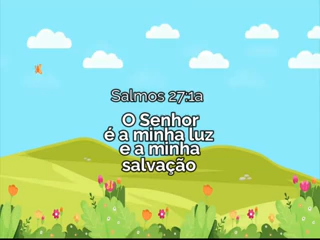 Salmos 27:1a
O Senhor
é a minha luz
e a minha
salvação